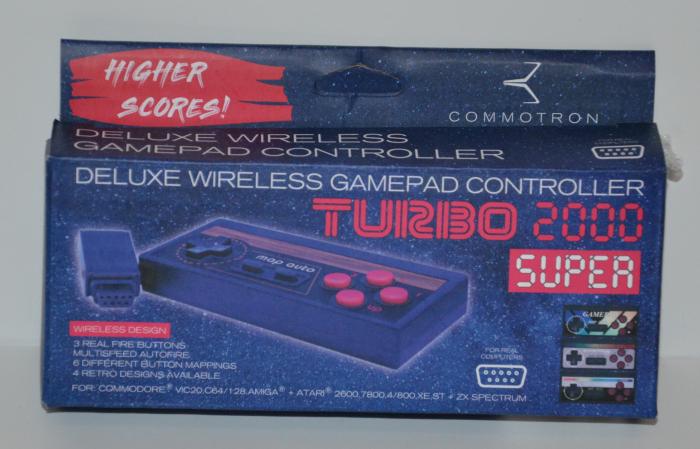 HIGHER
SCORES!
COMMOTRON
DELUXE WIRELESS
GAMEPAD CONTROLLER
DELUXE WIRELESS GAMEPAD CONTROLLER
TURBO 2000
SUPER
map auto
UP
WIRELESS DESIGN
3 REAL FIRE BUTTONS
MULTISPEED AUTOFIRE
6 DIFFERENT BUTTON MAPPINGS
4 RETRO DESIGNS AVAILABLE
FOR REAL
COMPUTERS
FOR: COMMODORE® VIC20,C64/128,AMIGA® + ATARI® 2600,7800,4/800,XE,ST + ZX SPECTRUM